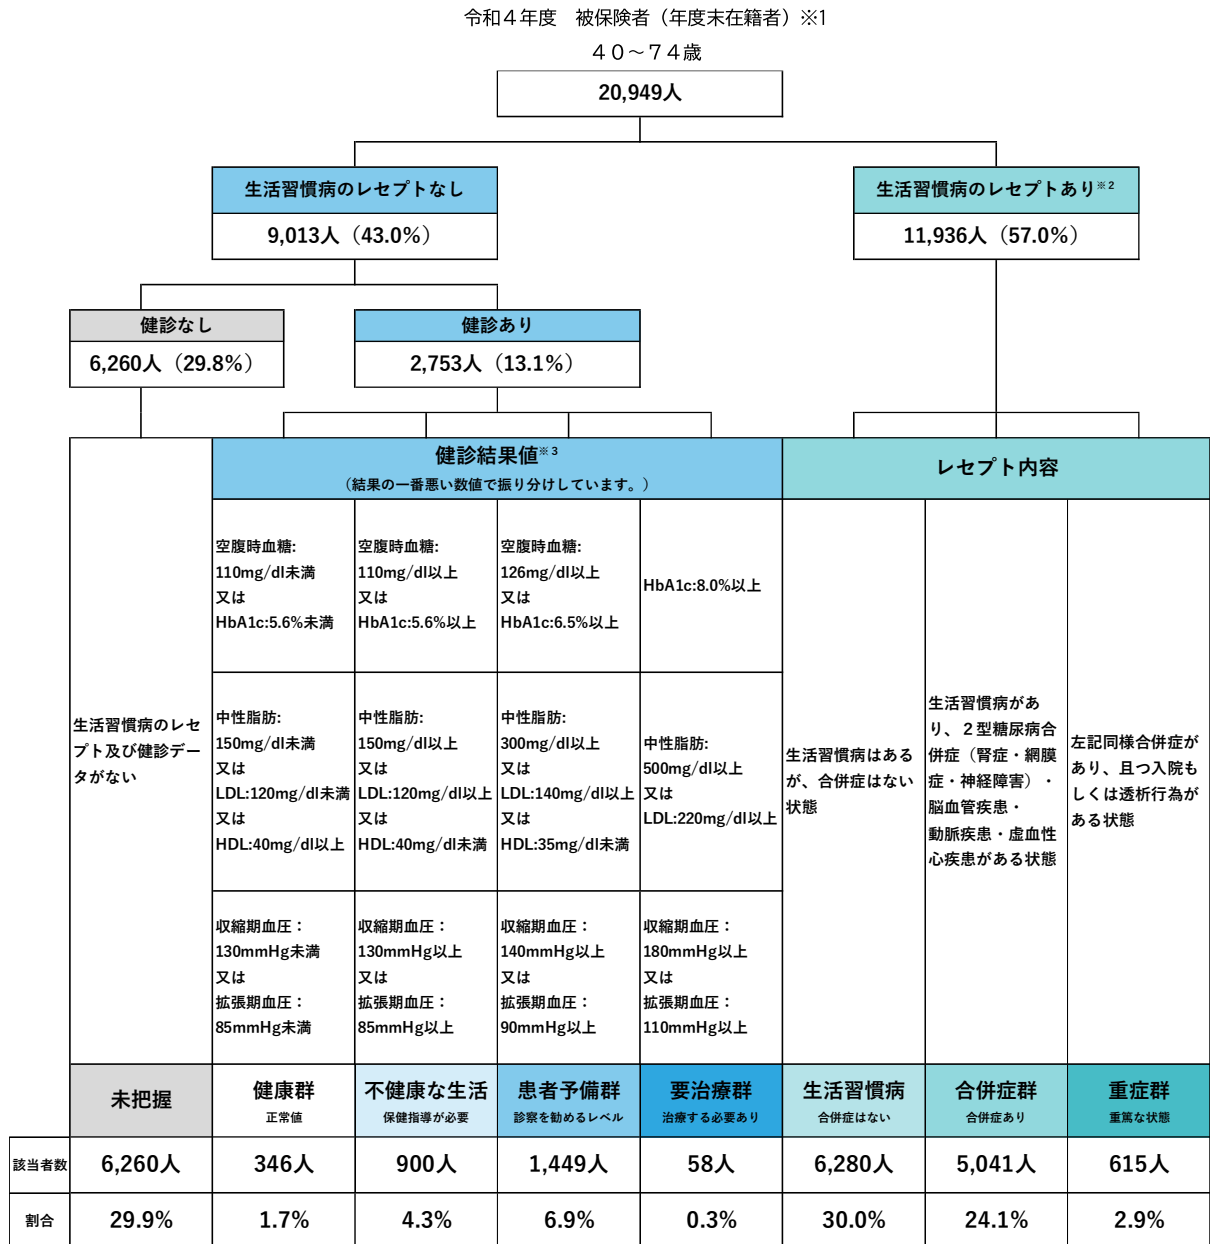 令和４年度　被保険者（年度末在籍者）※1
４０～７４歳
20,949人
生活習慣病のレセプトなし
9,013人（43.0%）
生活習慣病のレセプトあり※2
11,936人（57.0%）
健診なし
6,260人（29.8%）
健診あり
2,753人（13.1%）
健診結果値※3
（結果の一番悪い数値で振り分けしています。）
レセプト内容
生活習慣病のレセ
プト及び健診デー
タがない
空腹時血糖:
110mg/dl未満
又は
HbA1c:5.6%未満
空腹時血糖:
110mg/dl以上
又は
HbA1c:5.6%以上
空腹時血糖:
126mg/dl以上
又は
HbA1c:6.5%以上
HbA1c:8.0%以上
中性脂肪:
150mg/dl未満
又は
LDL:120mg/dl未満
又は
HDL:40mg/dl以上
中性脂肪:
150mg/dl以上
又は
LDL:120mg/dl以上
又は
HDL:40mg/dl未満
中性脂肪:
300mg/dl以上
又は
LDL:140mg/dl以上
又は
HDL:35mg/dl未満
中性脂肪:
500mg/dl以上
又は
LDL:220mg/dl以上
収縮期血圧：
130mmHg未満
又は
拡張期血圧：
85mmHg未満
収縮期血圧：
130mmHg以上
又は
拡張期血圧：
85mmHg以上
収縮期血圧：
140mmHg以上
又は
拡張期血圧：
90mmHg以上
収縮期血圧：
180mmHg以上
又は
拡張期血圧：
110mmHg以上
生活習慣病はある
が、合併症はない
状態
生活習慣病があ
り、２型糖尿病合
併症（腎症・網膜
症・神経障害）・
脳血管疾患・
動脈疾患・虚血性
心疾患がある状態
左記同様合併症が
あり、且つ入院も
しくは透析行為が
ある状態
未把握
健康群
正常値
不健康な生活
保健指導が必要
患者予備群
診察を勧めるレベル
要治療群
治療する必要あり
生活習慣病
合併症はない
合併症群
合併症あり
重症群
重篤な状態
該当者数 6,260人 346人 900人 1,449人 58人 6,280人 5,041人 615人
割合 29.9% 1.7% 4.3% 6.9% 0.3% 30.0% 24.1% 2.9%